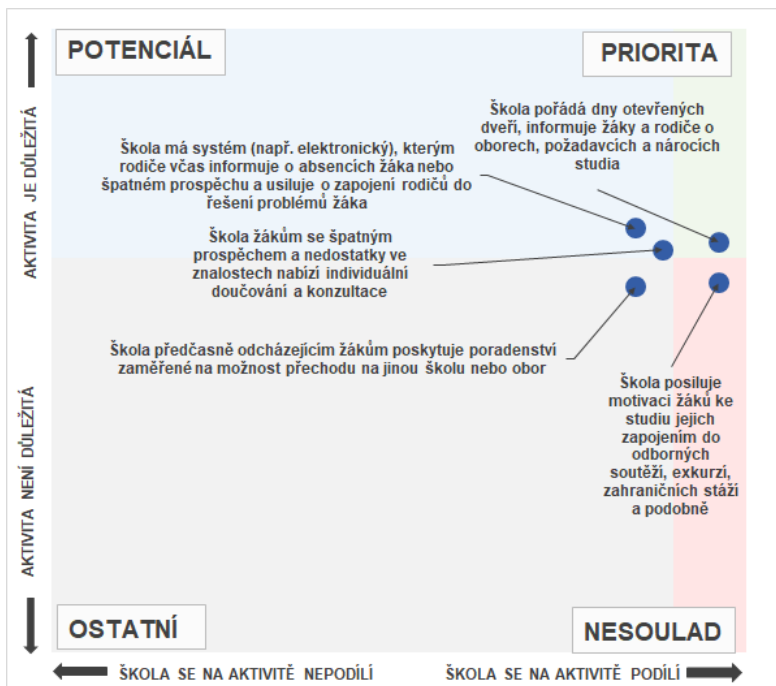 POTENCIÁL
PRIORITA
Škola pořádá dny otevřených
dveří, informuje žáky a rodiče o
oborech, požadavcích a nárocích
studia
Škola má systém (např. elektronický), kterým
rodiče včas informuje o absencích žáka nebo
špatném prospěchu a usiluje o zapojení rodičů do
řešení problémů žáka
Škola žákům se špatným
prospěchem a nedostatky ve
znalostech nabízí individuální
doučování a konzultace
Škola předčasně odcházejícím žákům poskytuje poradenství
zaměřené na možnost přechodu na jinou školu nebo obor
Škola posiluje
motivaci žáků ke
studiu jejich
zapojením do
odborných
soutěží, exkurzí,
zahraničních stáží
a podobně
AKTIVITA JE DŮLEŽITÁ
AKTIVITA NENÍ DŮLEŽITÁ
OSTATNÍ
NESOULAD
ŠKOLA SE NA AKTIVITĚ NEPODÍLÍ
ŠKOLA SE NA AKTIVITĚ PODÍLÍ